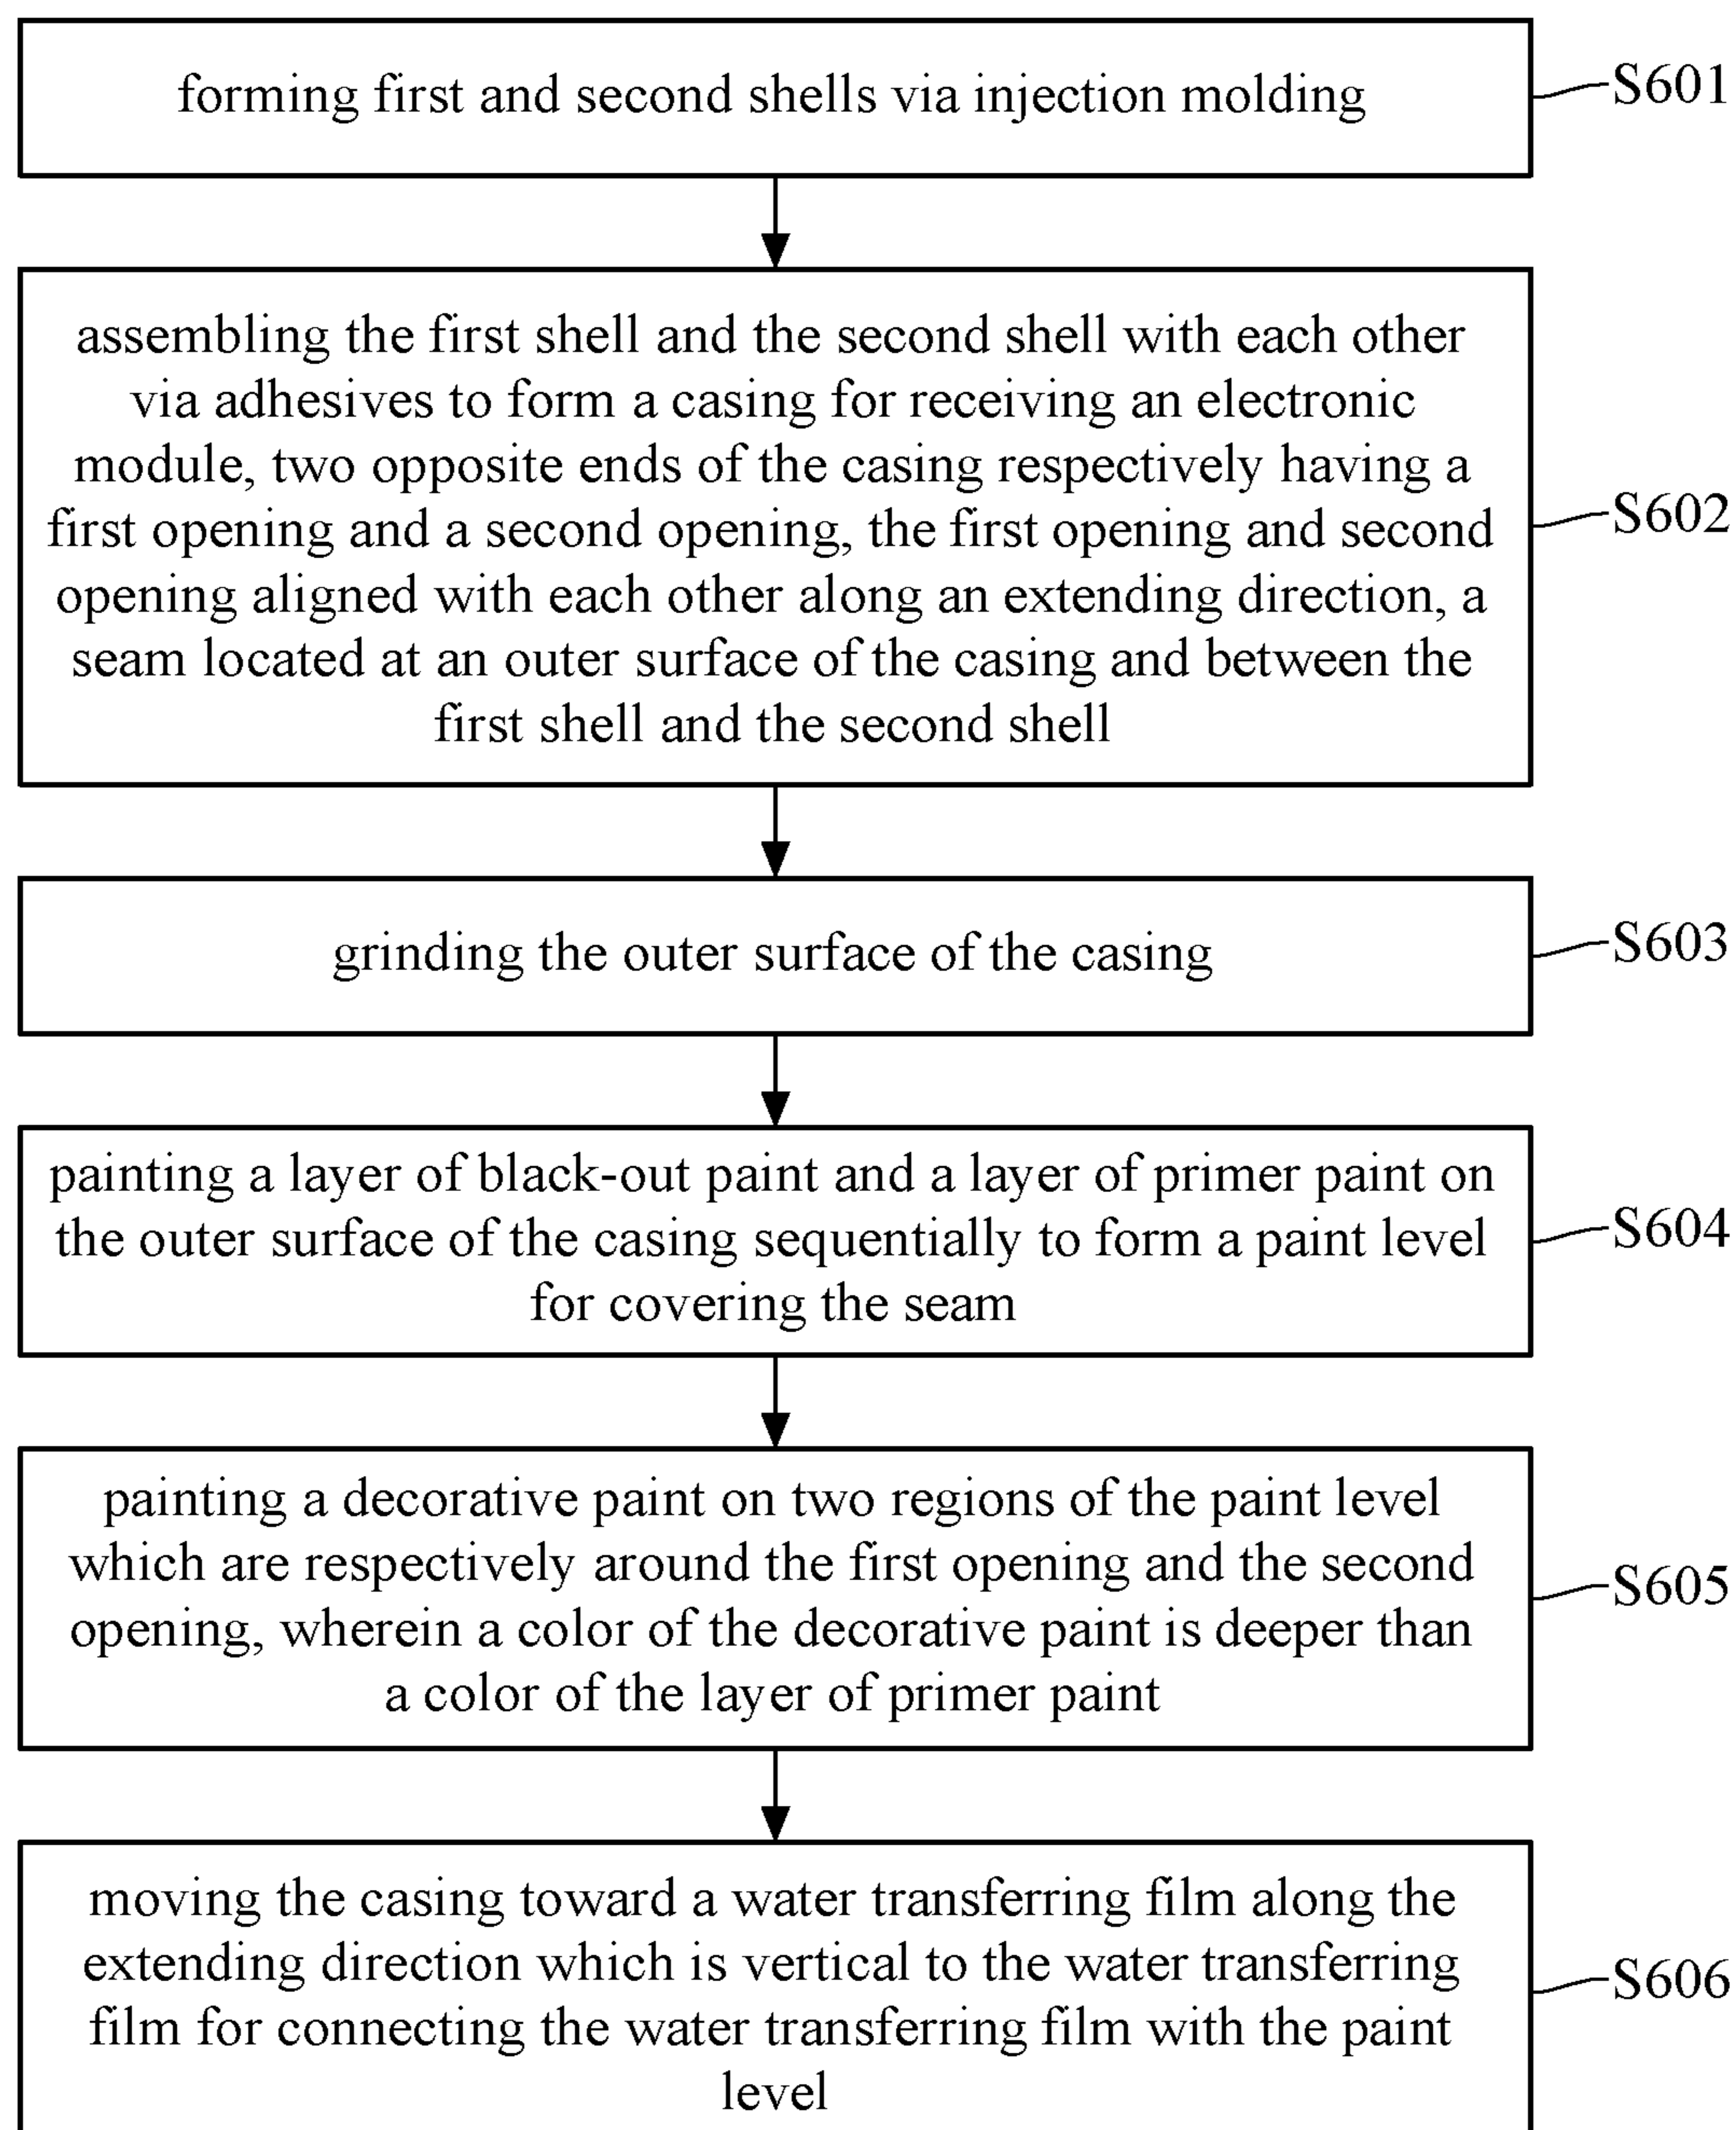 forming first and second shells via injection molding
S601
assembling the first shell and the second shell with each other
via adhesives to form a casing for receiving an electronic
module, two opposite ends of the casing respectively having a
first opening and a second opening, the first opening and second
opening aligned with each other along an extending direction, a
seam located at an outer surface of the casing and between the
first shell and the second shell
S602
grinding the outer surface of the casing
S603
painting a layer of black-out paint and a layer of primer paint on
the outer surface of the casing sequentially to form a paint level
for covering the seam
S604
painting a decorative paint on two regions of the paint level
which are respectively around the first opening and the second
opening, wherein a color of the decorative paint is deeper than
a color of the layer of primer paint
S605
moving the casing toward a water transferring film along the
extending direction which is vertical to the water transferring
film for connecting the water transferring film with the paint
level
S606